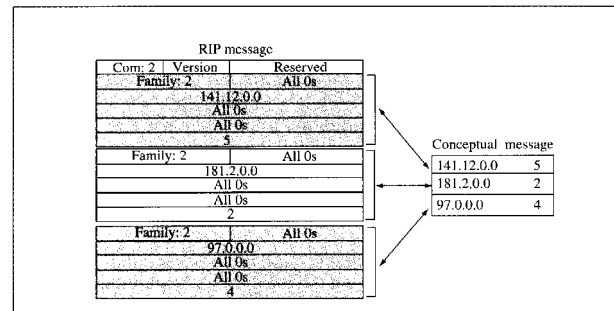 RIP message
Com: 2 Version Reserved
Family: 2 All 0s
141.12.0.0
All 0s
All 0s
5
Family: 2 All 0s
181.2.0.0
All 0s
All 0s
2
Family: 2 All 0s
97.0.0.0
All 0s
All 0s
4
Conceptual message
141.12.0.0 5
181.2.0.0 2
97.0.0.0 4